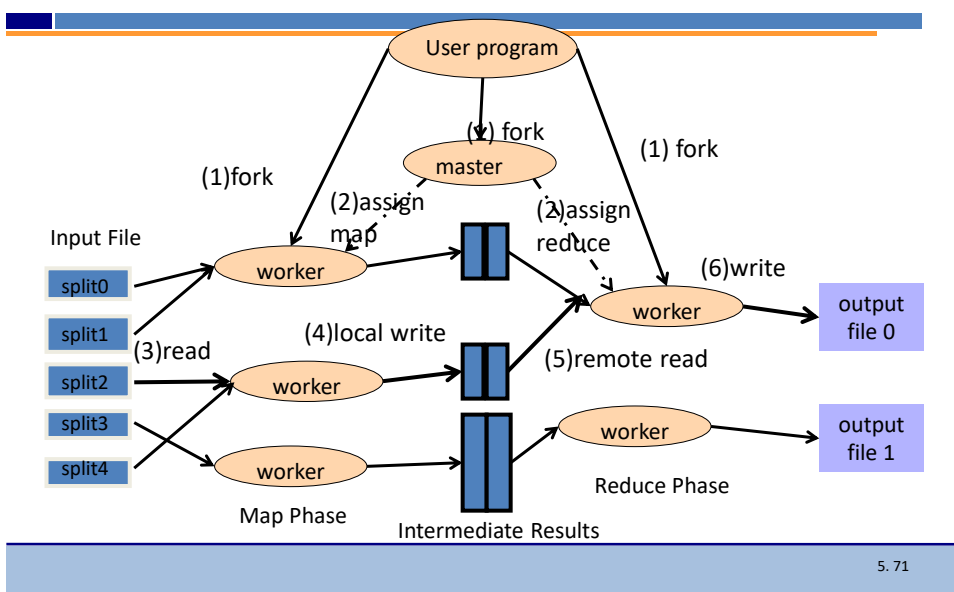 User program
(1) fork
master
(1) fork
(1)fork
(2)assign
map
(2)assign
reduce
Input File
worker
(6)write
split0
worker
output
file 0
split1
(3)read
(4)local write
(5)remote read
split2
worker
split3
worker
output
file 1
split4
worker
Reduce Phase
Map Phase
Intermediate Results
5. 71